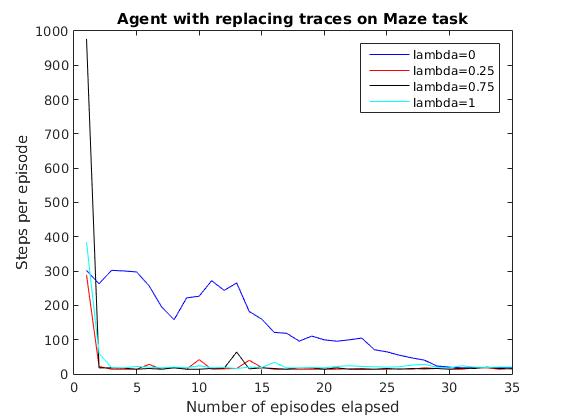 Agent with replacing traces on Maze task
1000
900
800
700
600
500
400
300
200
100
0
Steps per episode
lambda=0
lambda=0.25
lambda=0.75
lambda=1
0 5 10 15 20 25 30 35
Number of episodes elapsed